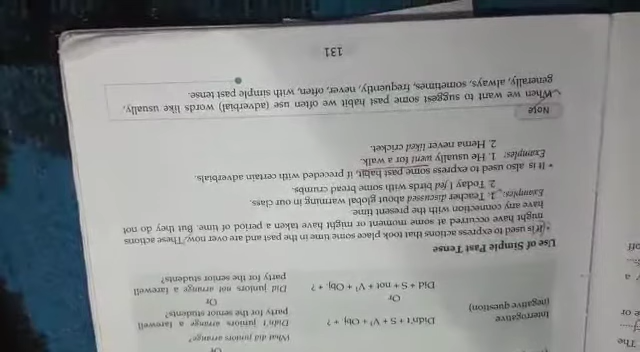 Or
What did juniors arrange?
Interrogative Didn't + S + V¹ + Obj. + ? Didn't juniors arrange a farewell
(negative question) party for the senior students?
Or Or
Did + S + not + V¹ + Obj. + ? Did juniors not arrange a farewell
party for the senior students?
Use of Simple Past Tense
• It is used to express actions that took place some time in the past and are over now. These actions
might have occurred at some moment or might have taken a period of time. But they do not
have any connection with the present time.
Examples: 1. Teacher discussed about global warming in our class.
2. Today I fed birds with some bread crumbs.
• It is also used to express some past habit, if preceded with certain adverbials.
Examples: 1. He usually went for a walk.
2. Hema never liked cricket.
Note
When we want to suggest some past habit we often use (adverbial) words like usually,
generally, always, sometimes, frequently, never, often, with simple past tense.
131
The
or
a
off